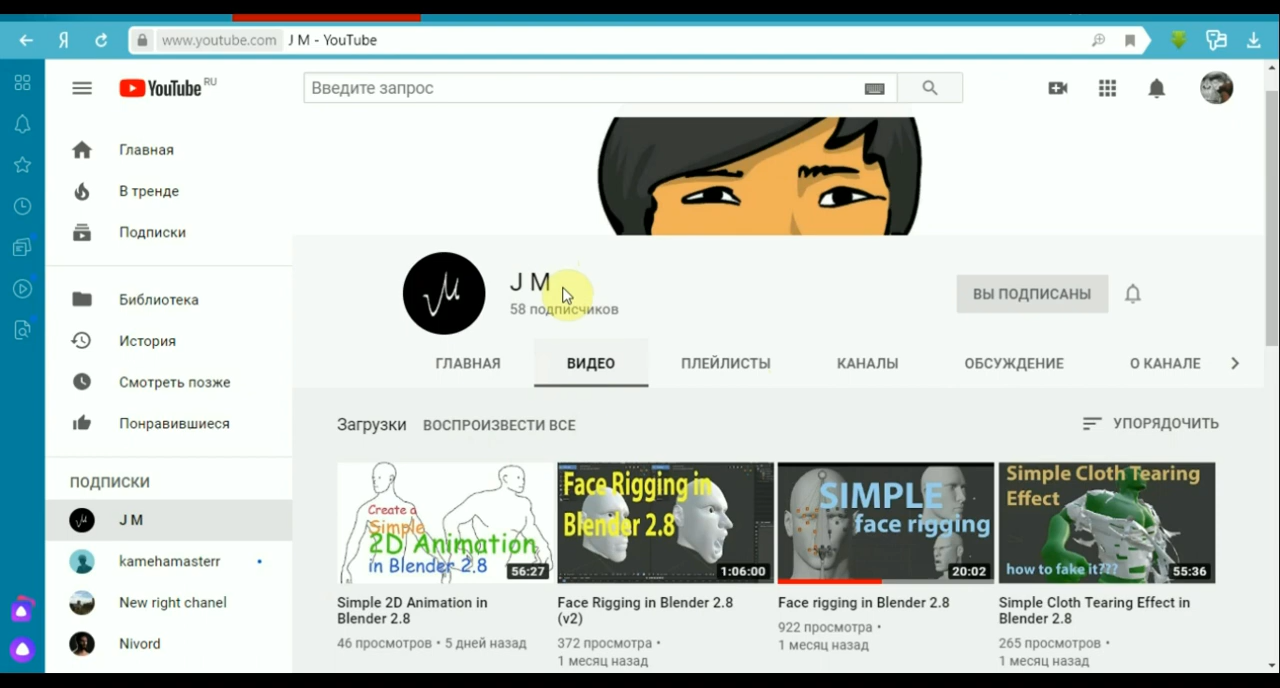 www.youtube.com J M - YouTube
YouTube RU
Введите запрос
Главная
В тренде
Подписки
Библиотека
История
Смотреть позже
Понравившиеся
ПОДПИСКИ
J M
kamehamasterr
New right chanel
Nivord
J M
58 подписчиков
ВЫ ПОДПИСАНЫ
ГЛАВНАЯ ВИДЕО ПЛЕЙЛИСТЫ КАНАЛЫ ОБСУЖДЕНИЕ О КАНАЛЕ
Загрузки ВОСПРОИЗВЕСТИ ВСЕ УПОРЯДОЧИТЬ
Create a
Simple
2D Animation
in Blender 2.8
56:27
Simple 2D Animation in
Blender 2.8
46 просмотров • 5 дней назад
Face Rigging in
Blender 2.8
1:06:00
Face Rigging in Blender 2.8
(v2)
372 просмотра •
1 месяц назад
SIMPLE
face rigging
20:02
Face rigging in Blender 2.8
922 просмотра •
1 месяц назад
Simple Cloth Tearing
Effect
how to fake it???
55:36
Simple Cloth Tearing Effect in
Blender 2.8
265 просмотров •
1 месяц назад